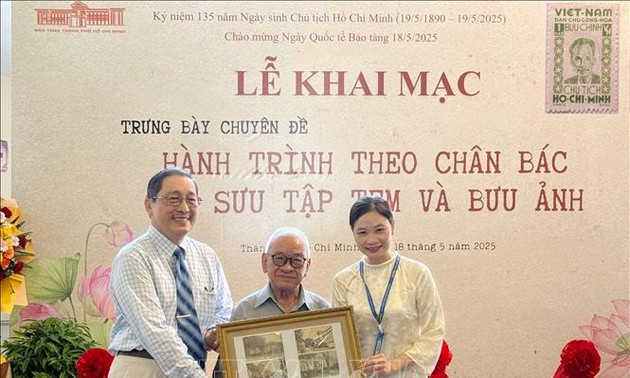 BẢO TÀNG THÀNH PHỐ HỒ CHÍ MINH
Kỷ niệm 135 năm Ngày sinh Chủ tịch Hồ Chí Minh (19/5/1890 - 19/5/2025)
Chào mừng Ngày Quốc tế Bảo tàng 18/5/2025
VIỆT-NAM
DÂN CHỦ CỘNG-HÒA
BƯU CHÍNH
CHỦ-TỊCH
HO-CHI-MINH
LỄ KHAI MẠC
TRƯNG BÀY CHUYÊN ĐỀ
HÀNH TRÌNH THEO CHÂN BÁC
SƯU TẬP TEM VÀ BƯU ẢNH
Chí Minh 18 tháng 5 năm 2025